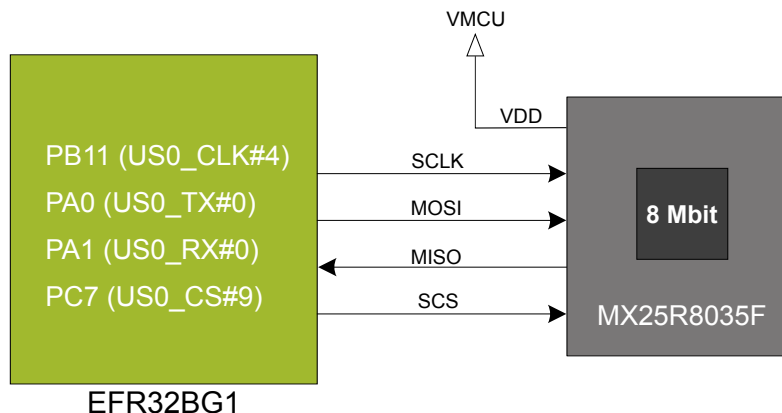 VMCU
VDD
PB11 (US0_CLK#4)
SCLK
PA0 (US0_TX#0)
MOSI
8 Mbit
PA1 (US0_RX#0)
MISO
PC7 (US0_CS#9)
SCS
MX25R8035F
EFR32BG1